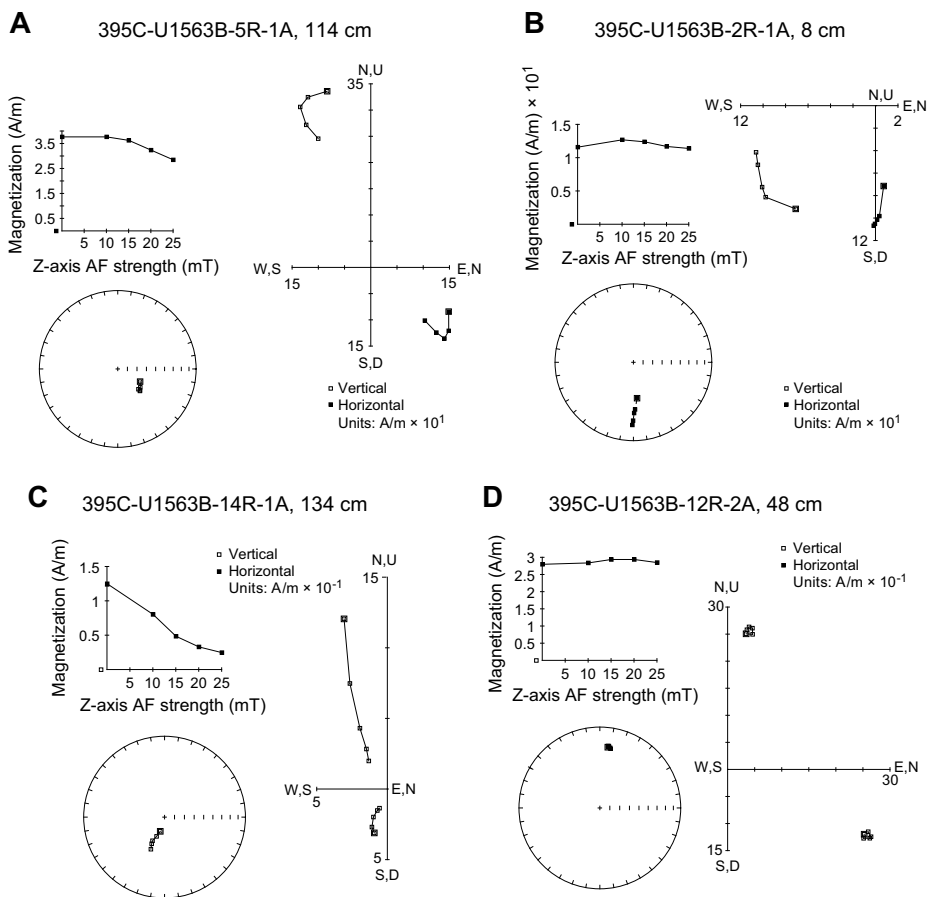 A
395C-U1563B-5R-1A, 114 cm
Magnetization (A/m)
3.5
2.5
1.5
0.5
5 10 15 20 25
Z-axis AF strength (mT)
N,U
35
W,S
15
E,N
15
15
S,D
Vertical
Horizontal
Units: A/m × 10¹
B
395C-U1563B-2R-1A, 8 cm
Magnetization (A/m) × 10¹
1.5
1
0.5
5 10 15 20 25
Z-axis AF strength (mT)
W,S
12
N,U
E,N
2
12
S,D
Vertical
Horizontal
Units: A/m × 10¹
C
395C-U1563B-14R-1A, 134 cm
Magnetization (A/m)
1.5
1
0.5
5 10 15 20 25
Z-axis AF strength (mT)
Vertical
Horizontal
Units: A/m × 10⁻¹
N,U
15
W,S
5
E,N
5
S,D
D
395C-U1563B-12R-2A, 48 cm
Magnetization (A/m)
3
2.5
2
1.5
1
0.5
5 10 15 20 25
Z-axis AF strength (mT)
Vertical
Horizontal
Units: A/m × 10⁻¹
N,U
30
W,S
E,N
30
15
S,D